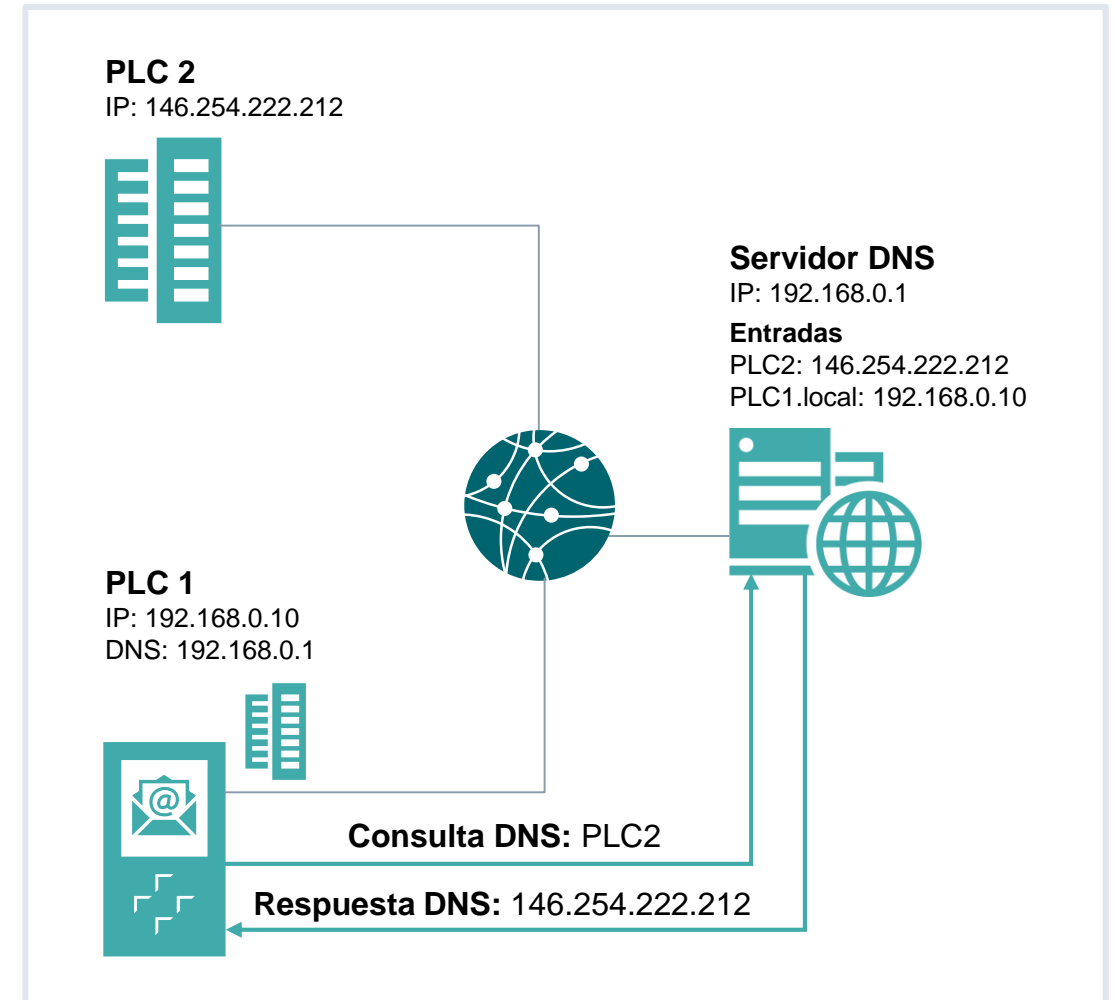 PLC 2
IP: 146.254.222.212
Servidor DNS
IP: 192.168.0.1
Entradas
PLC2: 146.254.222.212
PLC1.local: 192.168.0.10
PLC 1
IP: 192.168.0.10
DNS: 192.168.0.1
@
Consulta DNS: PLC2
Respuesta DNS: 146.254.222.212